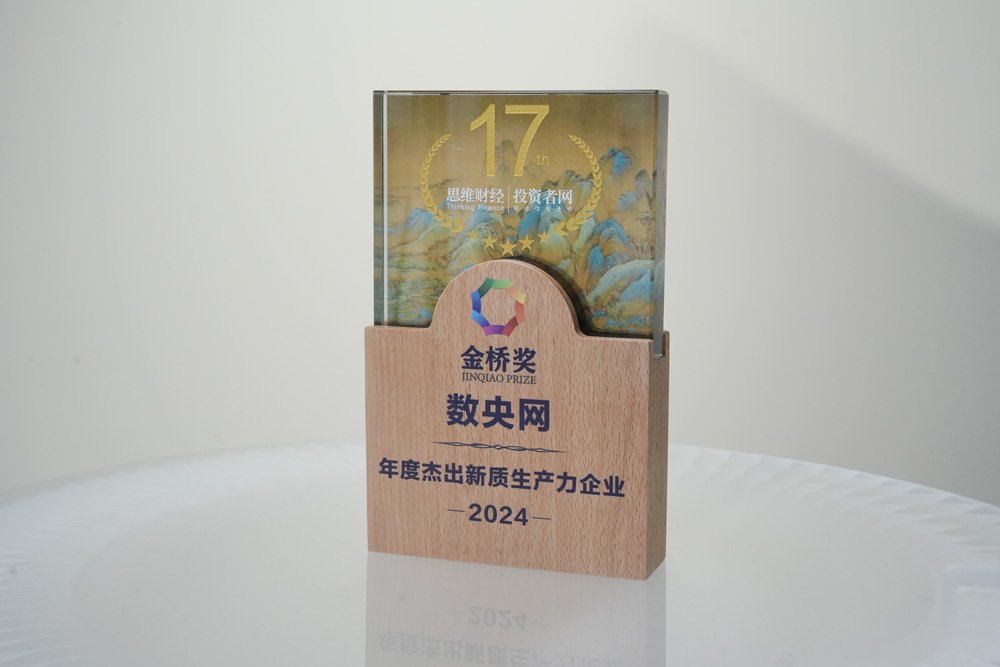 17th
思维财经 | 投资者网
Thinking Finance
金桥奖
JINQIAO PRIZE
数央网
年度杰出新质生产力企业
2024